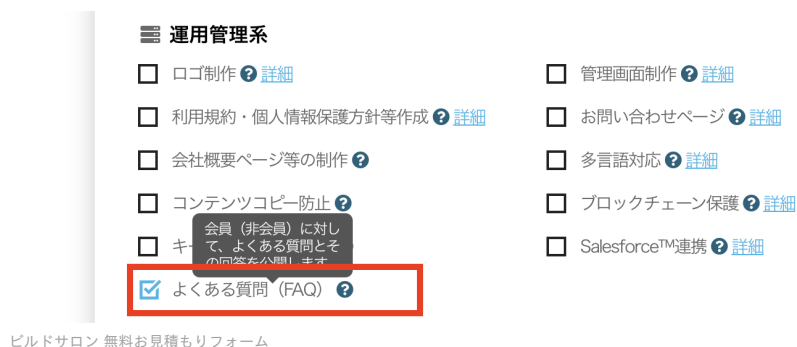 運用管理系
ロゴ制作 ? 詳細
管理画面制作 ? 詳細
利用規約・個人情報保護方針等作成 ? 詳細
お問い合わせページ ? 詳細
会社概要ページ等の制作 ?
多言語対応 ? 詳細
コンテンツコピー防止 ?
ブロックチェーン保護 ? 詳細
会員（非会員）に対し
て、よくある質問とそ
の回答を公開します
キー
Salesforce™連携 ? 詳細
よくある質問（FAQ） ?
ビルドサロン 無料お見積もりフォーム